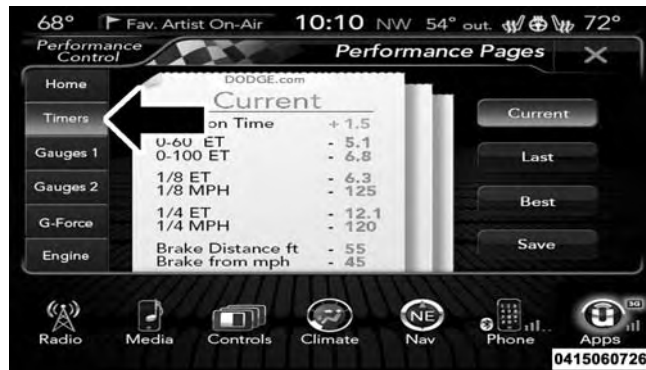 68° Fav. Artist On-Air 10:10 NW 54° out. 72°
Performance Control
Performance Pages
Home
Timers
Gauges 1
Gauges 2
G-Force
Engine
DODGE.com
Current
on Time + 1.5
0-60 ET - 5.1
0-100 ET - 6.8
1/8 ET - 6.3
1/8 MPH - 125
1/4 ET - 12.1
1/4 MPH - 120
Brake Distance ft - 55
Brake from mph - 45
Current
Last
Best
Save
Radio
Media
Controls
Climate
NE
Nav
Phone
3G
Apps
0415060726